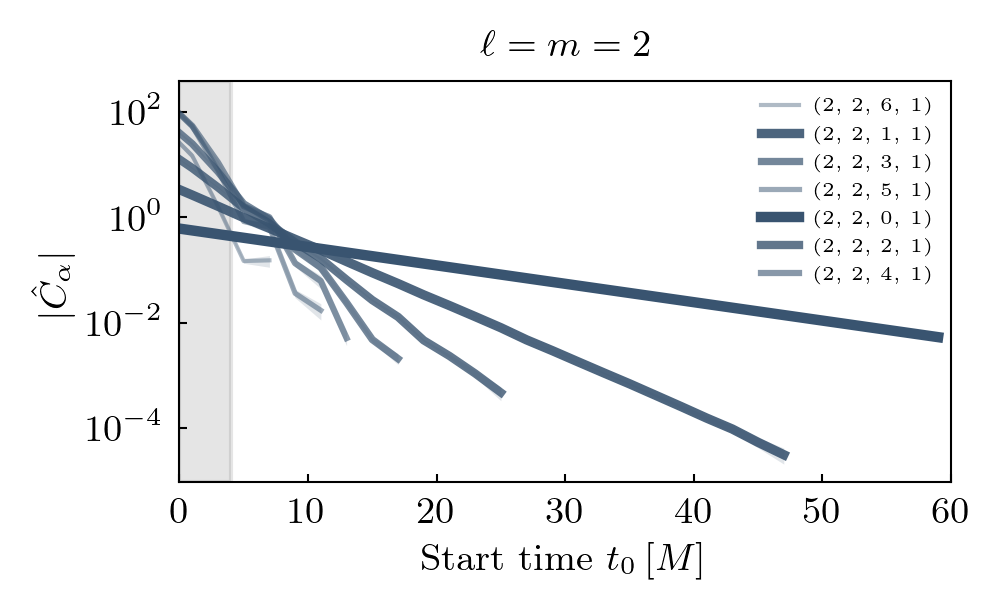 ℓ = m = 2
10²
10⁰
10⁻²
10⁻⁴
|Ĉ_α|
(2, 2, 6, 1)
(2, 2, 1, 1)
(2, 2, 3, 1)
(2, 2, 5, 1)
(2, 2, 0, 1)
(2, 2, 2, 1)
(2, 2, 4, 1)
0 10 20 30 40 50 60
Start time t₀ [M]